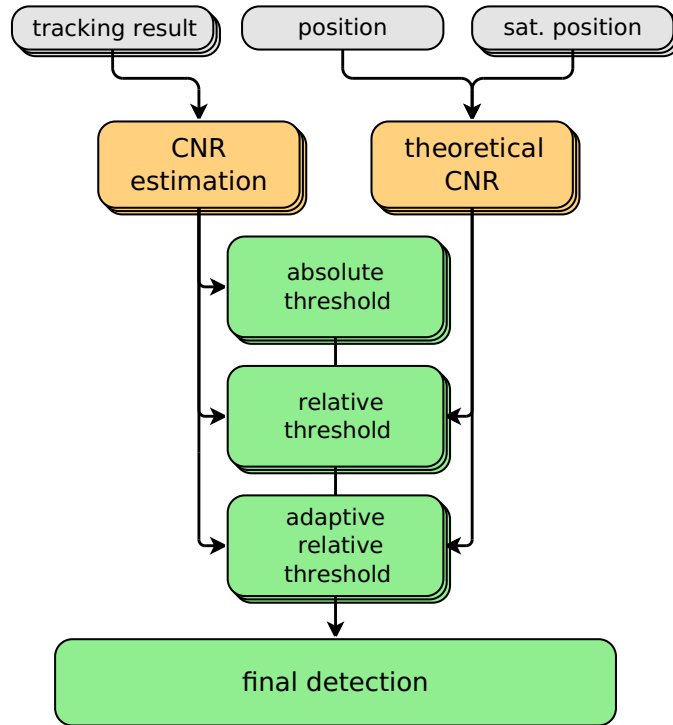 tracking result
position
sat. position
CNR
estimation
theoretical
CNR
absolute
threshold
relative
threshold
adaptive
relative
threshold
final detection